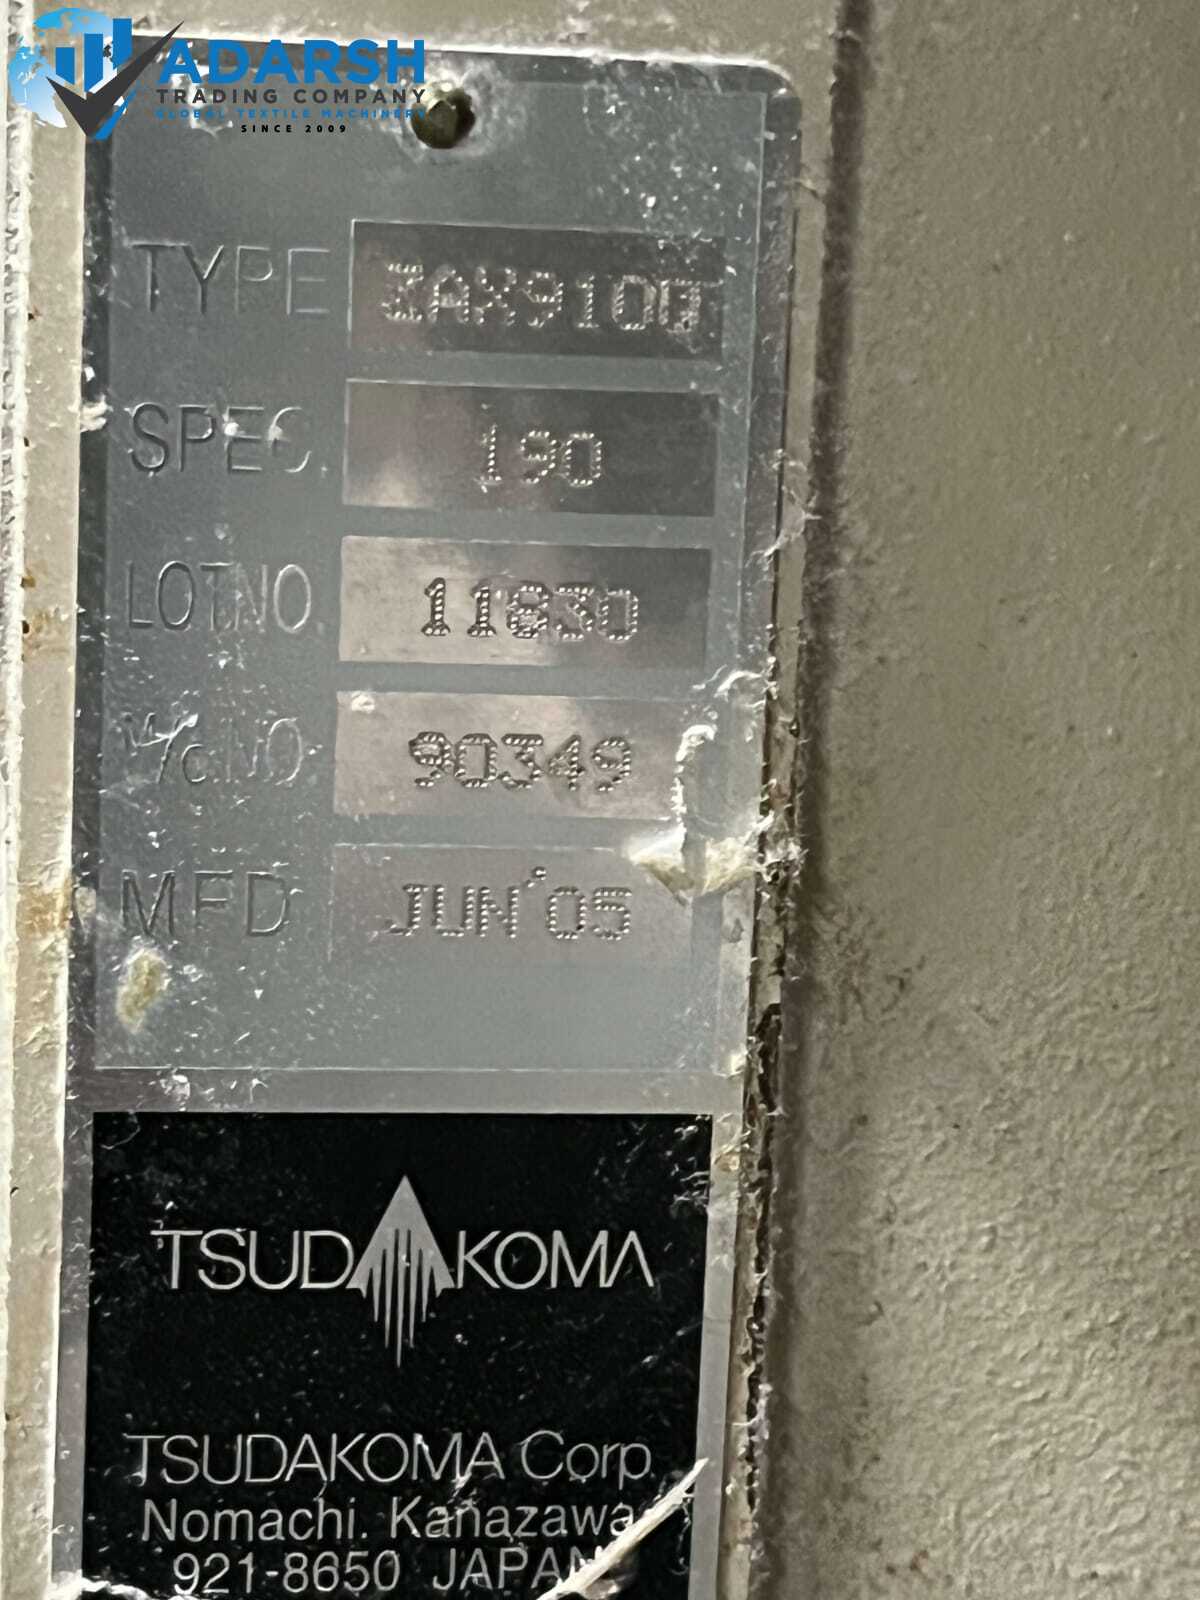 ADARSH
TRADING COMPANY
GLOBAL TEXTILE MACHINERY
SINCE 2009
TYPE ZAX9100
SPEC. 190
LOT.NO. 11830
M/c.NO. 90349
MFD JUN'05
TSUDAKOMA
TSUDAKOMA Corp.
Nomachi. Kanazawa
921-8650 JAPAN